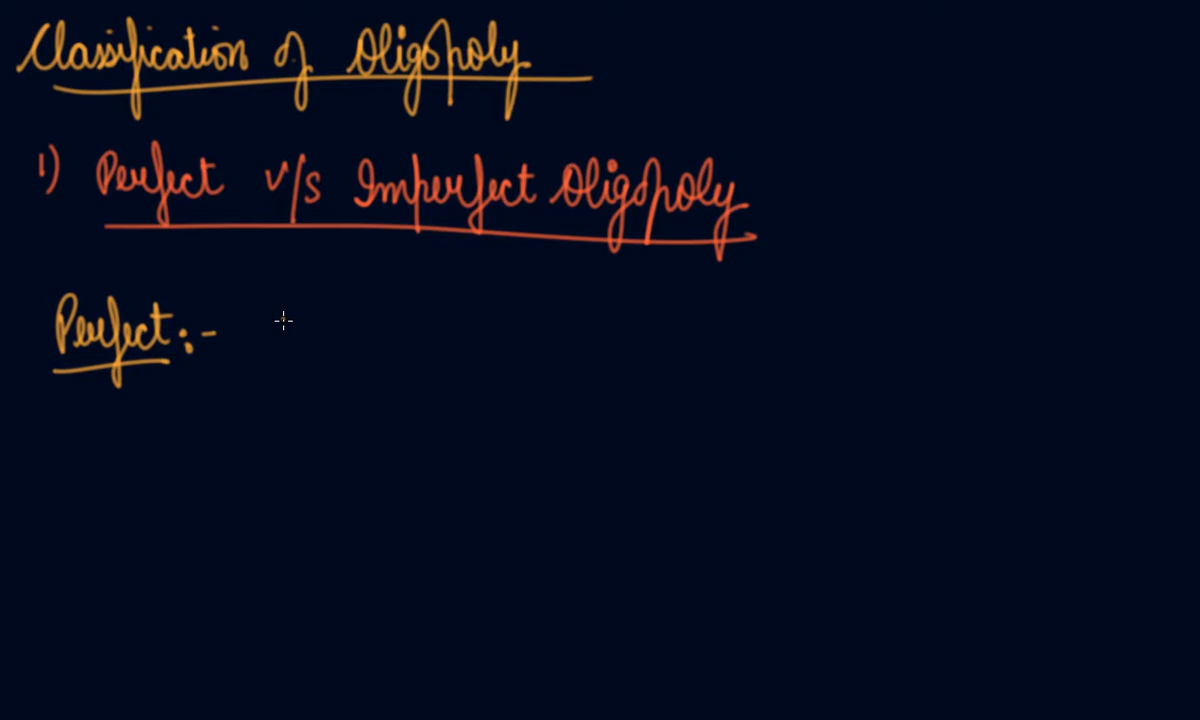 Classification of Oligopoly
1) Perfect v/s Imperfect Oligopoly
Perfect :-